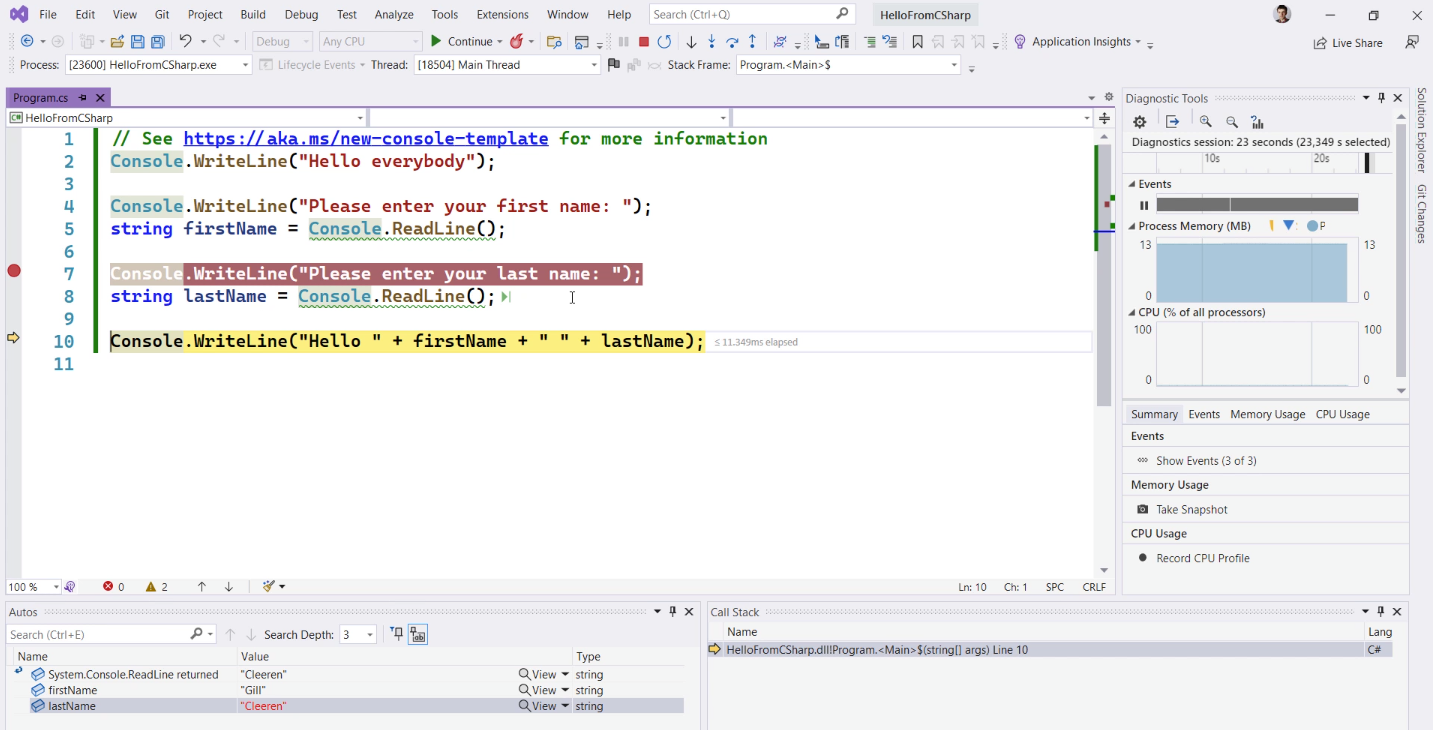 File Edit View Git Project Build Debug Test Analyze Tools Extensions Window Help Search (Ctrl+Q) HelloFromCSharp
Debug Any CPU Continue Application Insights Live Share
Process: [23600] HelloFromCSharp.exe Lifecycle Events Thread: [18504] Main Thread Stack Frame: Program.<Main>$
Program.cs
HelloFromCSharp
1 // See https://aka.ms/new-console-template for more information
2 Console.WriteLine("Hello everybody");
3
4 Console.WriteLine("Please enter your first name: ");
5 string firstName = Console.ReadLine();
6
7 Console.WriteLine("Please enter your last name: ");
8 string lastName = Console.ReadLine();
9
10 Console.WriteLine("Hello " + firstName + " " + lastName); ≤ 11.349ms elapsed
11
100 % 0 2 Ln: 10 Ch: 1 SPC CRLF
Diagnostic Tools
Diagnostics session: 23 seconds (23,349 s selected)
10s 20s
Events
Process Memory (MB) P
13 13
0 0
CPU (% of all processors)
100 100
0 0
Summary Events Memory Usage CPU Usage
Events
Show Events (3 of 3)
Memory Usage
Take Snapshot
CPU Usage
Record CPU Profile
Solution Explorer
Git Changes
Autos
Search (Ctrl+E) Search Depth: 3
Name Value Type
System.Console.ReadLine returned "Cleeren" View string
firstName "Gill" View string
lastName "Cleeren" View string
Call Stack
Name Lang
HelloFromCSharp.dll!Program.<Main>$(string[] args) Line 10 C#